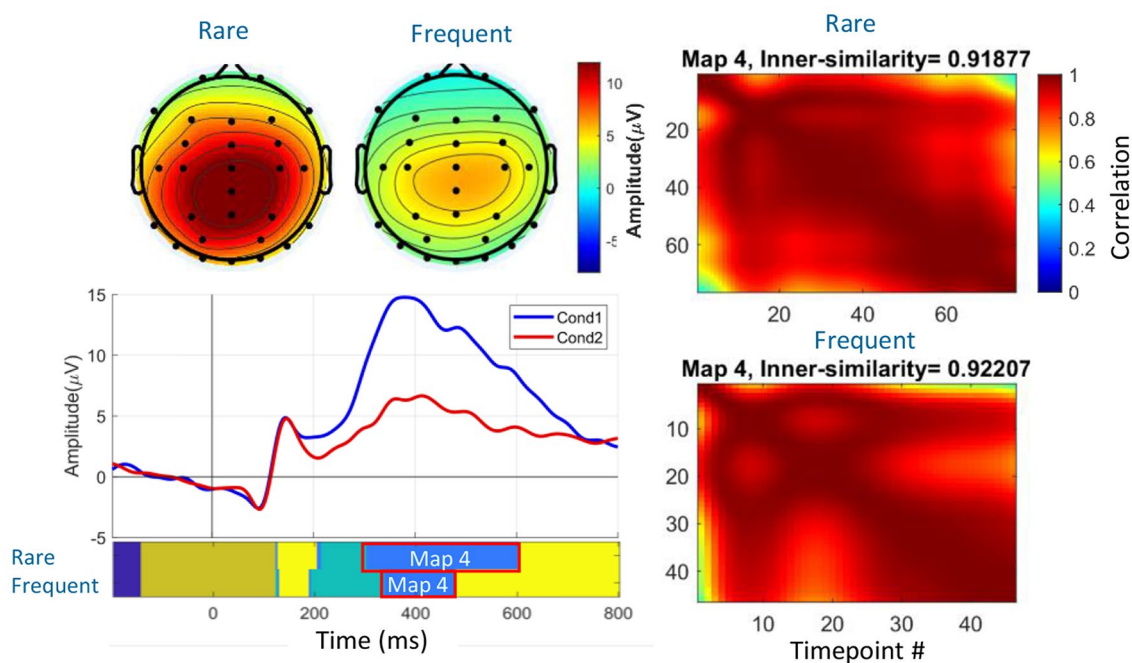 Rare
Frequent
10
5
0
-5
Amplitude(μV)
Rare
Map 4, Inner-similarity= 0.91877
20
40
60
20
40
60
1
0.8
0.6
0.4
0.2
0
Correlation
15
10
5
0
-5
Amplitude(μV)
Cond1
Cond2
Frequent
Map 4, Inner-similarity= 0.92207
10
20
30
40
10
20
30
40
Timepoint #
Rare
Map 4
Frequent
Map 4
0
200
400
600
800
Time (ms)